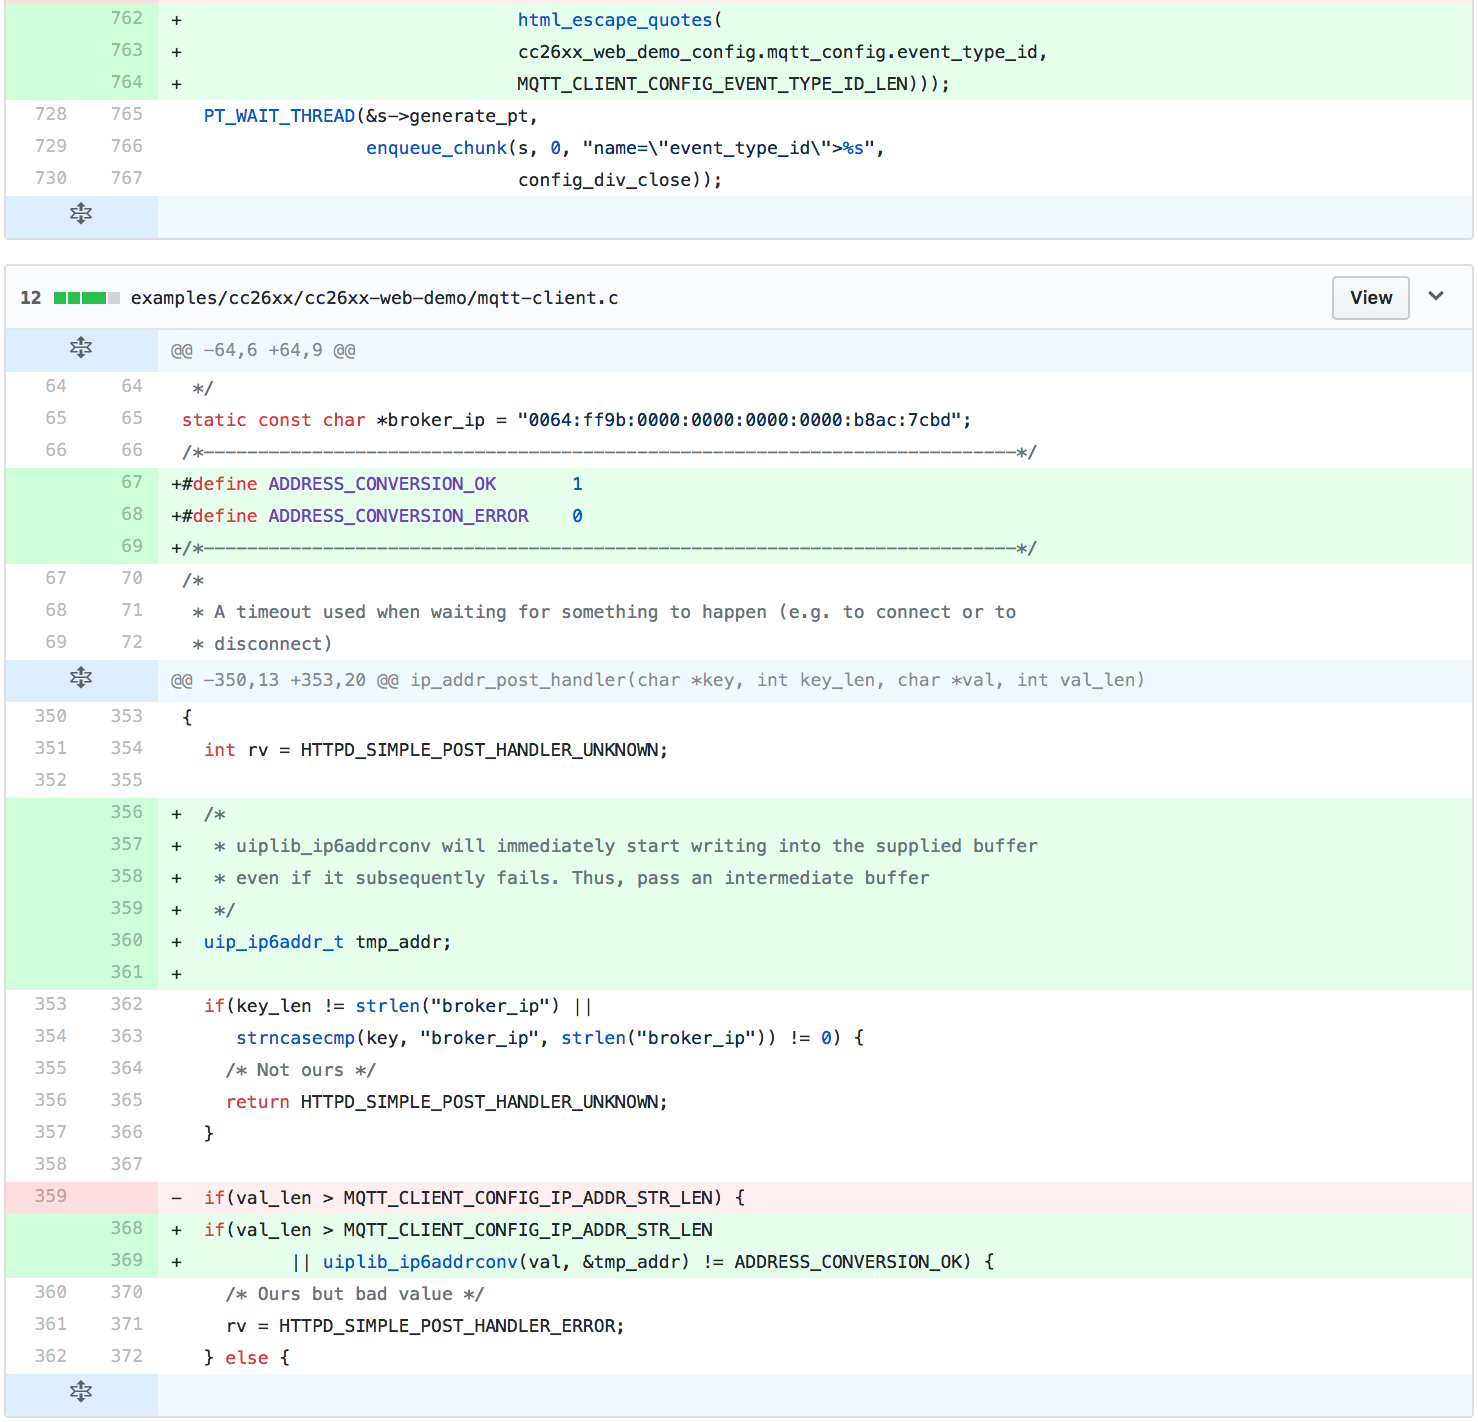 762 +                               html_escape_quotes(
763 +                               cc26xx_web_demo_config.mqtt_config.event_type_id,
764 +                               MQTT_CLIENT_CONFIG_EVENT_TYPE_ID_LEN)));
728 765   PT_WAIT_THREAD(&s->generate_pt,
729 766                  enqueue_chunk(s, 0, "name=\"event_type_id\">%s",
730 767                                config_div_close));
12 examples/cc26xx/cc26xx-web-demo/mqtt-client.c View
@@ -64,6 +64,9 @@
64 64  */
65 65 static const char *broker_ip = "0064:ff9b:0000:0000:0000:0000:b8ac:7cbd";
66 66 /*---------------------------------------------------------------------------*/
67 +#define ADDRESS_CONVERSION_OK       1
68 +#define ADDRESS_CONVERSION_ERROR    0
69 +/*---------------------------------------------------------------------------*/
67 70 /*
68 71  * A timeout used when waiting for something to happen (e.g. to connect or to
69 72  * disconnect)
@@ -350,13 +353,20 @@ ip_addr_post_handler(char *key, int key_len, char *val, int val_len)
350 353 {
351 354   int rv = HTTPD_SIMPLE_POST_HANDLER_UNKNOWN;
352 355
356 +  /*
357 +   * uiplib_ip6addrconv will immediately start writing into the supplied buffer
358 +   * even if it subsequently fails. Thus, pass an intermediate buffer
359 +   */
360 +  uip_ip6addr_t tmp_addr;
361 +
353 362   if(key_len != strlen("broker_ip") ||
354 363      strncasecmp(key, "broker_ip", strlen("broker_ip")) != 0) {
355 364     /* Not ours */
356 365     return HTTPD_SIMPLE_POST_HANDLER_UNKNOWN;
357 366   }
358 367
359 -  if(val_len > MQTT_CLIENT_CONFIG_IP_ADDR_STR_LEN) {
368 +  if(val_len > MQTT_CLIENT_CONFIG_IP_ADDR_STR_LEN
369 +          || uiplib_ip6addrconv(val, &tmp_addr) != ADDRESS_CONVERSION_OK) {
360 370     /* Ours but bad value */
361 371     rv = HTTPD_SIMPLE_POST_HANDLER_ERROR;
362 372   } else {